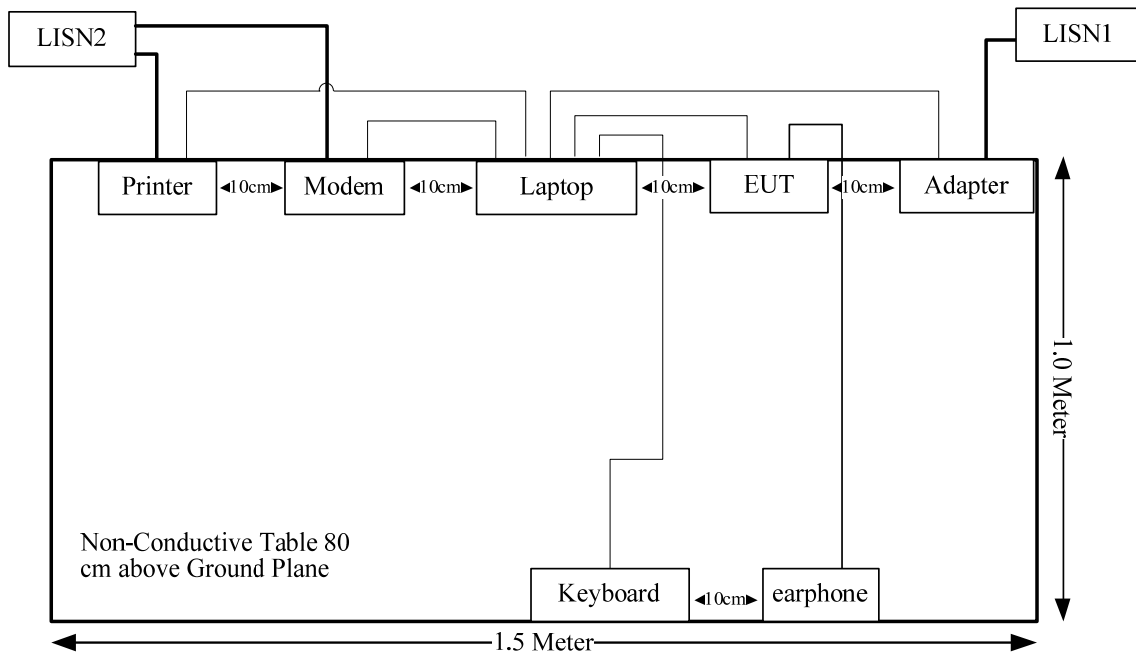 LISN2
LISN1
Printer
10cm
Modem
10cm
Laptop
10cm
EUT
10cm
Adapter
1.0 Meter
Non-Conductive Table 80
cm above Ground Plane
Keyboard
10cm
earphone
1.5 Meter